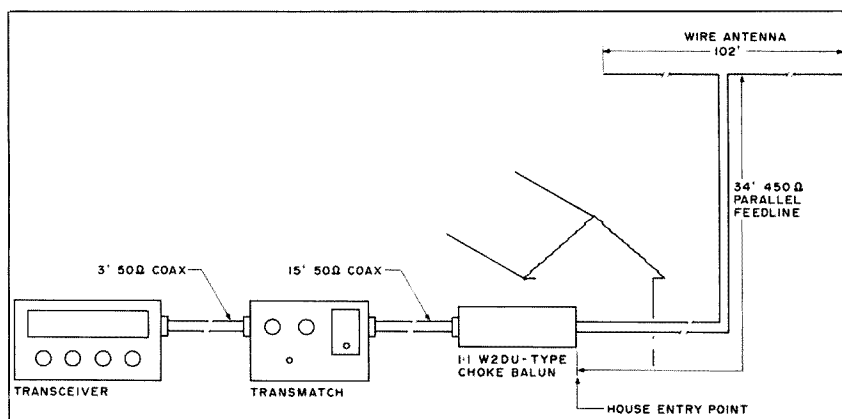 WIRE ANTENNA
102'
34' 450Ω
PARALLEL
FEEDLINE
3' 50Ω COAX
15' 50Ω COAX
TRANSCEIVER
TRANSMATCH
1:1 W2DU-TYPE
CHOKE BALUN
HOUSE ENTRY POINT